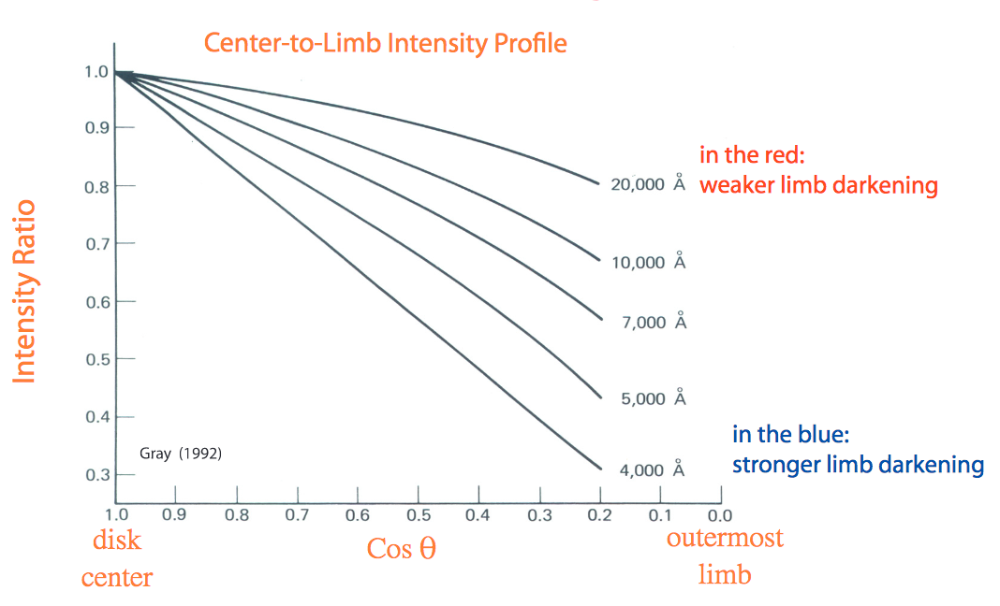 Center-to-Limb Intensity Profile
Intensity Ratio
1.0
0.9
0.8
0.7
0.6
0.5
0.4
0.3
20,000 Å
10,000 Å
7,000 Å
5,000 Å
4,000 Å
in the red:
weaker limb darkening
in the blue:
stronger limb darkening
Gray (1992)
1.0 0.9 0.8 0.7 0.6 0.5 0.4 0.3 0.2 0.1 0.0
disk
center
Cos θ
outermost
limb